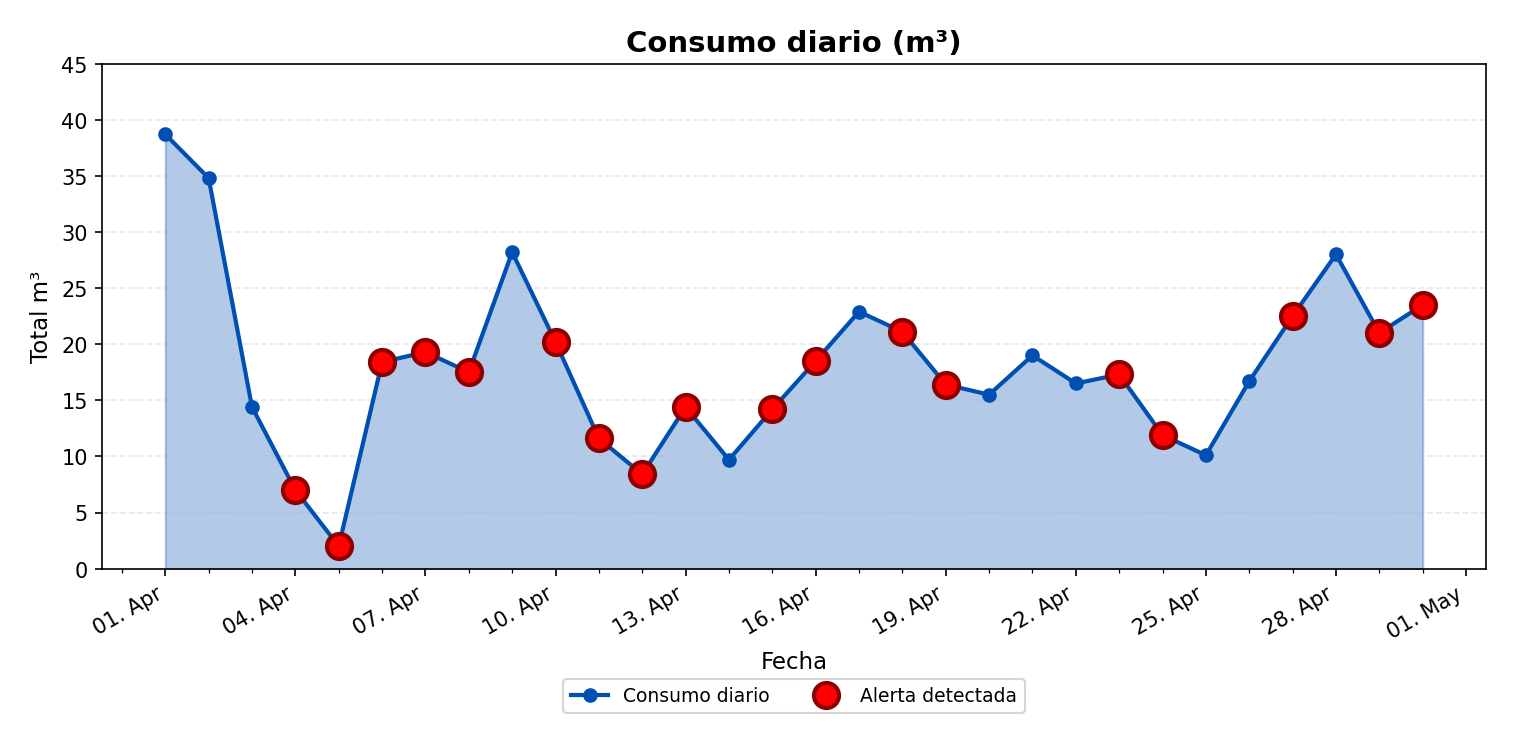 Consumo diario (m³)
Total m³
45
40
35
30
25
20
15
10
5
0
01. Apr
04. Apr
07. Apr
10. Apr
13. Apr
16. Apr
19. Apr
22. Apr
25. Apr
28. Apr
01. May
Fecha
Consumo diario
Alerta detectada